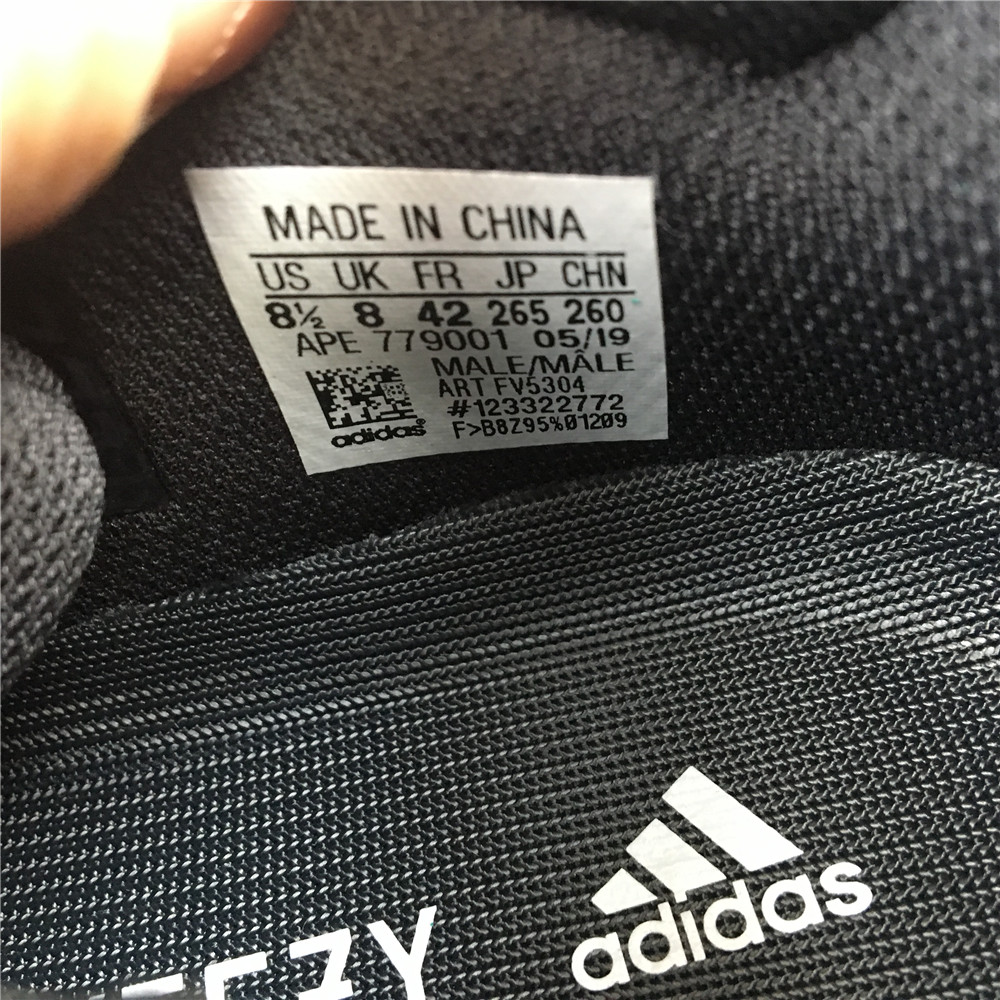 MADE IN CHINA
US UK FR JP CHN
8½ 8 42 265 260
APE 779001 05/19
MALE/MÂLE
ART FV5304
#123322772
F>B8Z95%01209
adidas
adidas
EZY